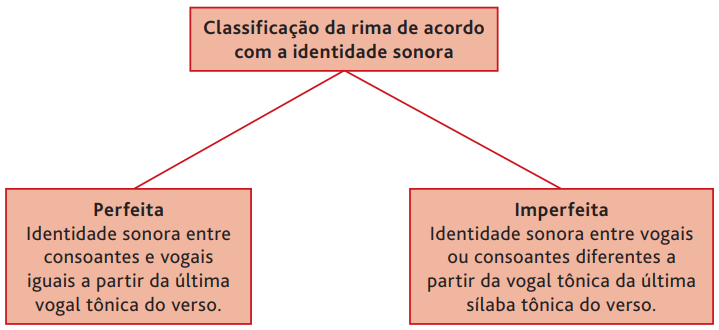 Classificação da rima de acordo
com a identidade sonora
Perfeita
Identidade sonora entre
consoantes e vogais
iguais a partir da última
vogal tônica do verso.
Imperfeita
Identidade sonora entre vogais
ou consoantes diferentes a
partir da vogal tônica da última
sílaba tônica do verso.